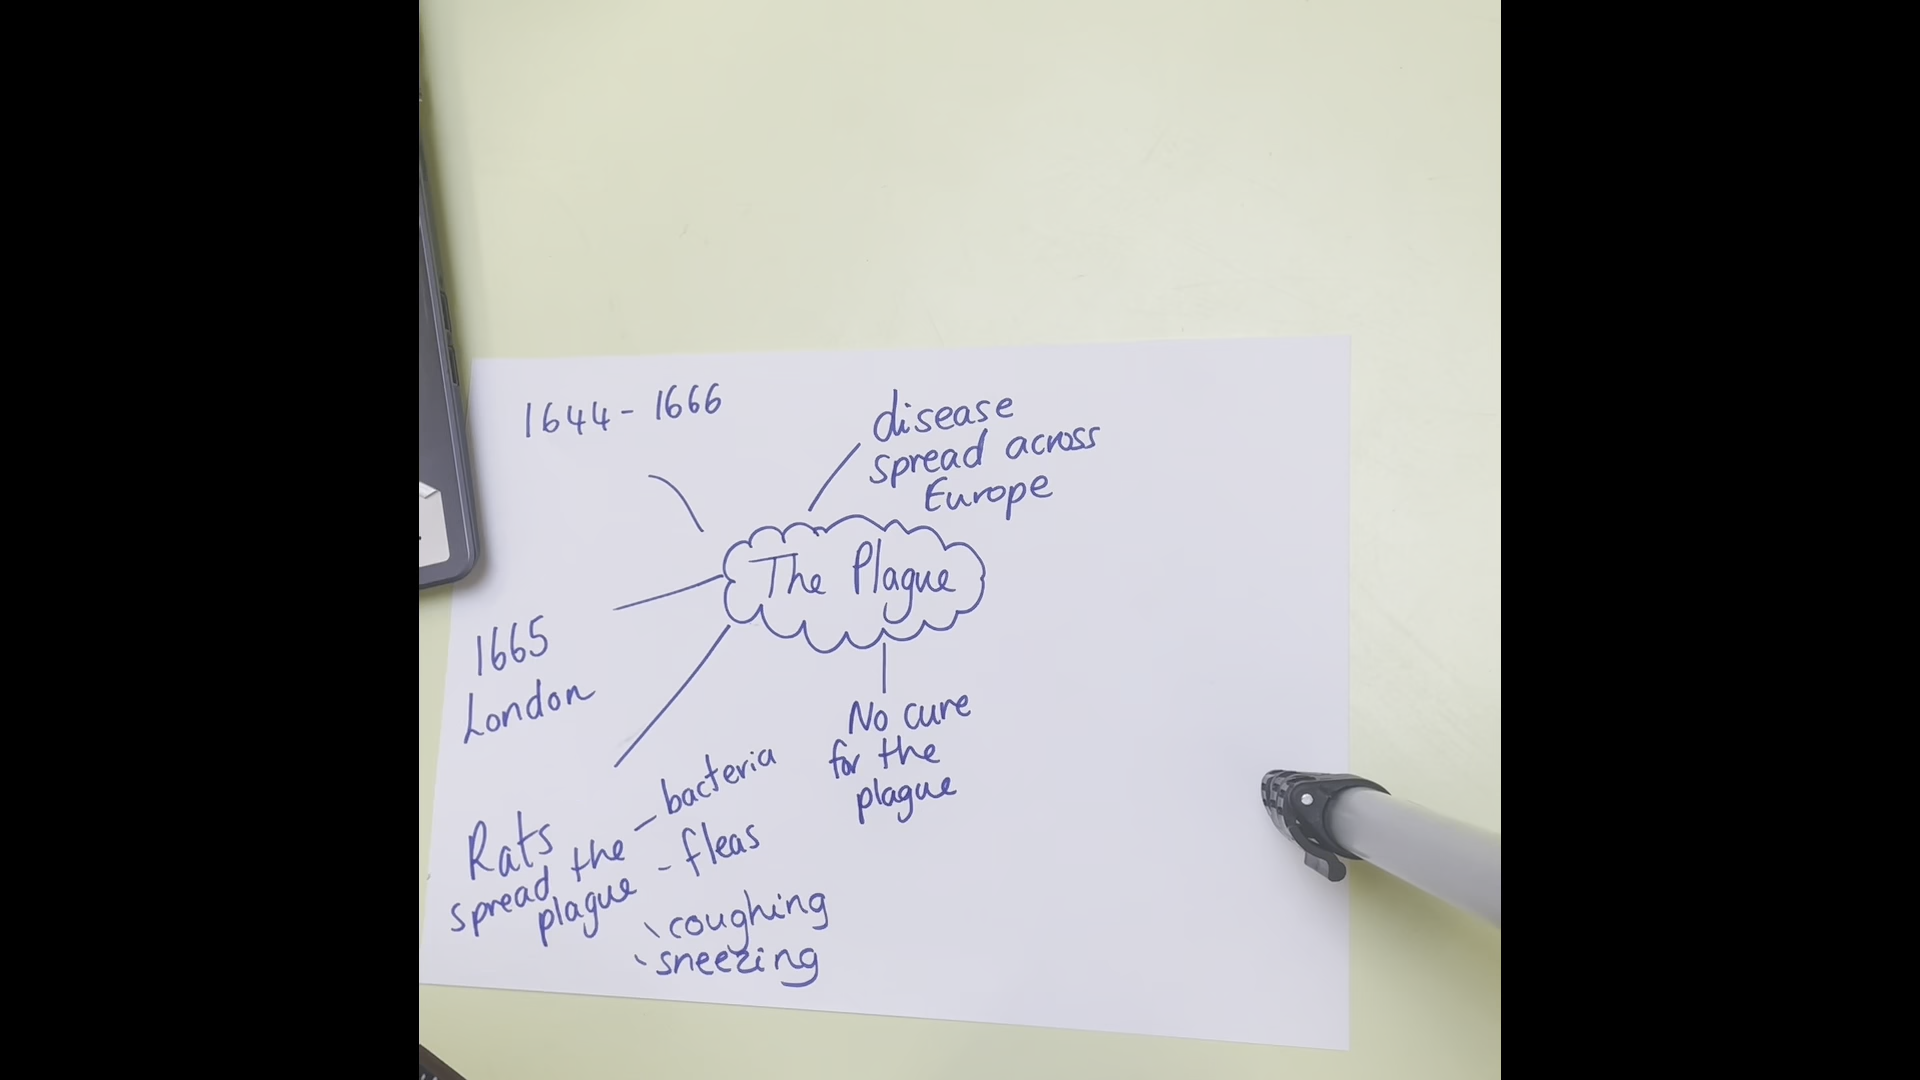 1644 - 1666
disease
spread across
Europe
The Plague
1665
London
No cure
for the
plague
Rats
spread the
plague
- bacteria
- fleas
coughing
sneezing